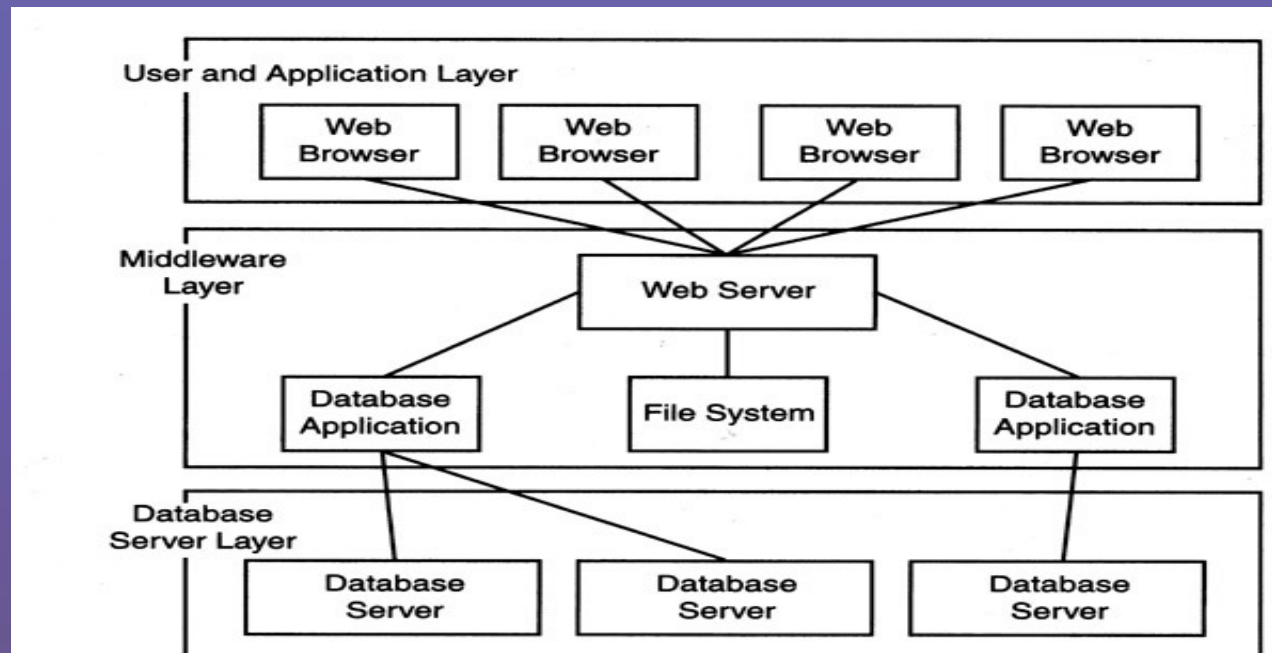 User and Application Layer
Web
Browser
Web
Browser
Web
Browser
Web
Browser
Middleware
Layer
Web Server
Database
Application
File System
Database
Application
Database
Server Layer
Database
Server
Database
Server
Database
Server